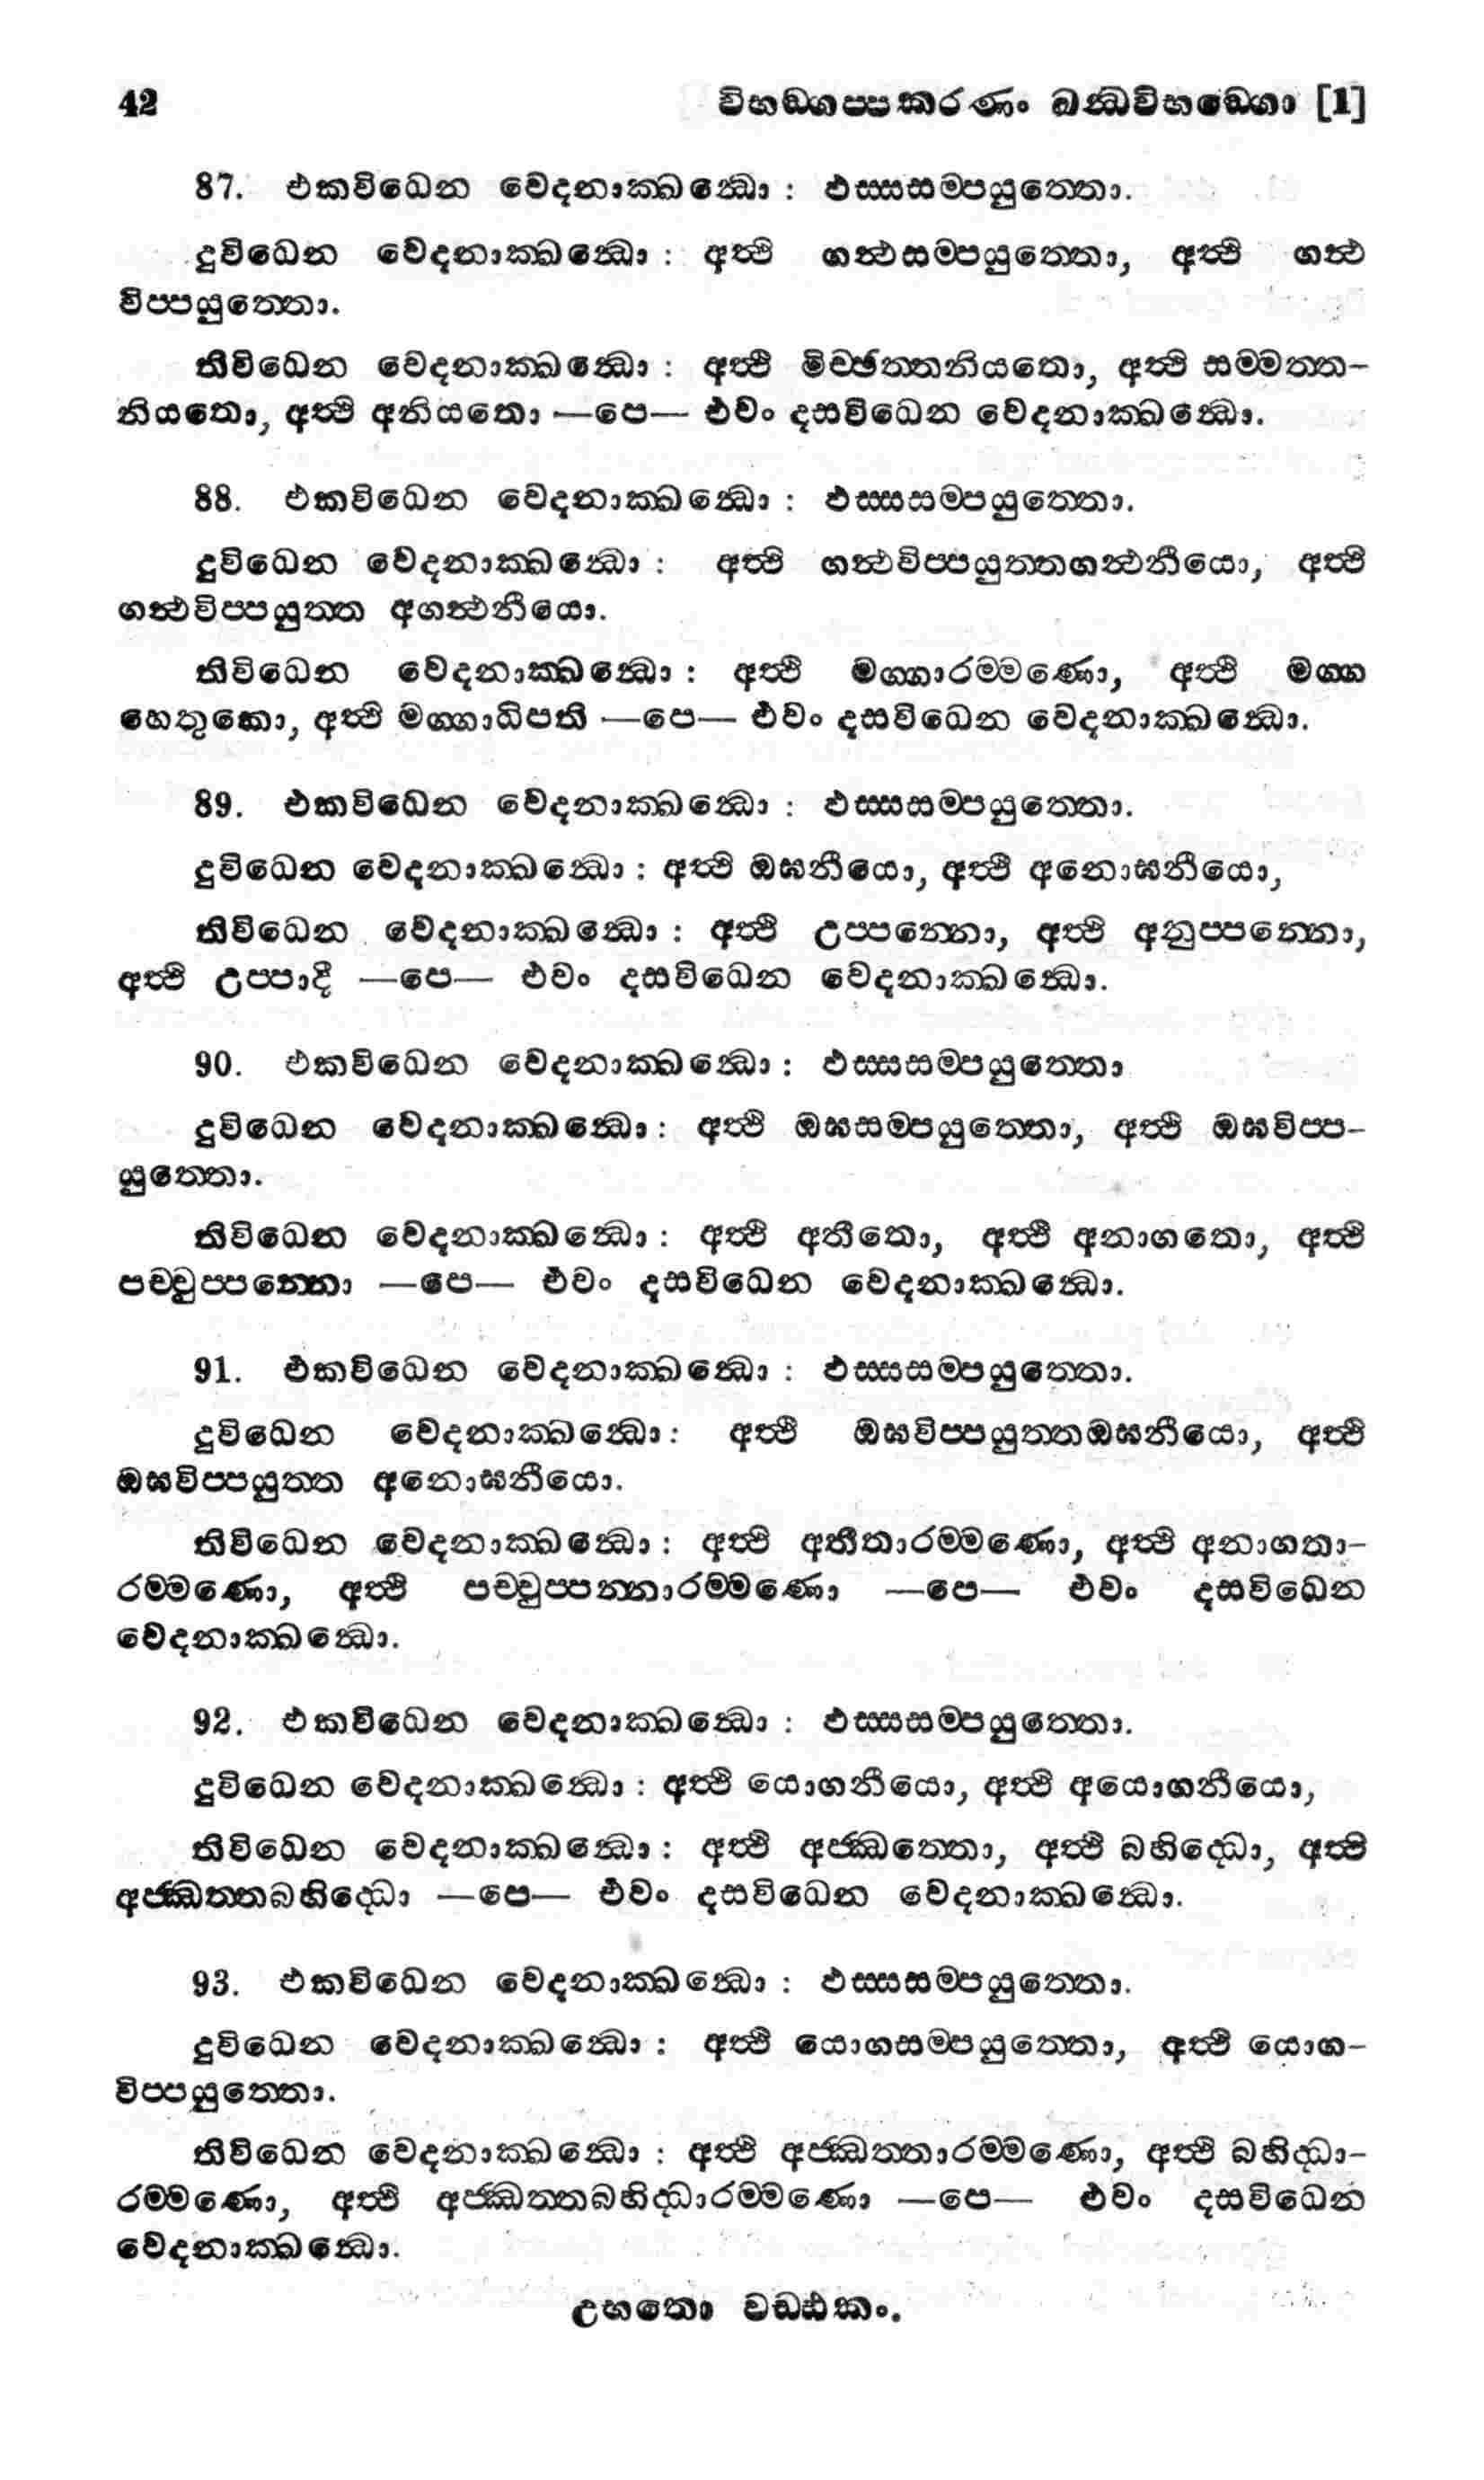 42 විභඞ්ගප්පකරණං ඛන්ධවිභඞ්ගො [1]
87. එකවිධෙන වෙදනාක්ඛන්ධො : ඵස්සසම්පයුත්තො.
දුවිධෙන වෙදනාක්ඛන්ධො : අත්ථි ගන්ථසම්පයුත්තො, අත්ථි ගන්ථ
විප්පයුත්තො.
තිවිධෙන වෙදනාක්ඛන්ධො : අත්ථි මිච්ඡත්තනියතො, අත්ථි සම්මත්ත-
නියතො, අත්ථි අනියතො —පෙ— එවං දසවිධෙන වෙදනාක්ඛන්ධො.
88. එකවිධෙන වෙදනාක්ඛන්ධො : ඵස්සසම්පයුත්තො.
දුවිධෙන වෙදනාක්ඛන්ධො : අත්ථි ගන්ථවිප්පයුත්තගන්ථනීයො, අත්ථි
ගන්ථවිප්පයුත්ත අගන්ථනීයො.
තිවිධෙන වෙදනාක්ඛන්ධො : අත්ථි මග්ගාරම්මණො, අත්ථි මග්ග
හෙතුකො, අත්ථි මග්ගාධිපති —පෙ— එවං දසවිධෙන වෙදනාක්ඛන්ධො.
89. එකවිධෙන වෙදනාක්ඛන්ධො : ඵස්සසම්පයුත්තො.
දුවිධෙන වෙදනාක්ඛන්ධො : අත්ථි ඔඝනීයො, අත්ථි අනොඝනීයො,
තිවිධෙන වෙදනාක්ඛන්ධො : අත්ථි උප්පන්නො, අත්ථි අනුප්පන්නො,
අත්ථි උප්පාදී —පෙ— එවං දසවිධෙන වෙදනාක්ඛන්ධො.
90. එකවිධෙන වෙදනාක්ඛන්ධො : ඵස්සසම්පයුත්තො
දුවිධෙන වෙදනාක්ඛන්ධො : අත්ථි ඔඝසම්පයුත්තො, අත්ථි ඔඝවිප්ප-
යුත්තො.
තිවිධෙන වෙදනාක්ඛන්ධො : අත්ථි අතීතො, අත්ථි අනාගතො, අත්ථි
පච්චුප්පන්නො —පෙ— එවං දසවිධෙන වෙදනාක්ඛන්ධො.
91. එකවිධෙන වෙදනාක්ඛන්ධො : ඵස්සසම්පයුත්තො.
දුවිධෙන වෙදනාක්ඛන්ධො : අත්ථි ඔඝවිප්පයුත්තඔඝනීයො, අත්ථි
ඔඝවිප්පයුත්ත අනොඝනීයො.
තිවිධෙන වෙදනාක්ඛන්ධො : අත්ථි අතීතාරම්මණො, අත්ථි අනාගතා-
රම්මණො, අත්ථි පච්චුප්පන්නාරම්මණො —පෙ— එවං දසවිධෙන
වෙදනාක්ඛන්ධො.
92. එකවිධෙන වෙදනාක්ඛන්ධො : ඵස්සසම්පයුත්තො.
දුවිධෙන වෙදනාක්ඛන්ධො : අත්ථි යොගනීයො, අත්ථි අයොගනීයො,
තිවිධෙන වෙදනාක්ඛන්ධො : අත්ථි අජ්ඣත්තො, අත්ථි බහිද්ධො, අත්ථි
අජ්ඣත්තබහිද්ධො —පෙ— එවං දසවිධෙන වෙදනාක්ඛන්ධො.
93. එකවිධෙන වෙදනාක්ඛන්ධො : ඵස්සසම්පයුත්තො.
දුවිධෙන වෙදනාක්ඛන්ධො : අත්ථි යොගසම්පයුත්තො, අත්ථි යොග-
විප්පයුත්තො.
තිවිධෙන වෙදනාක්ඛන්ධො : අත්ථි අජ්ඣත්තාරම්මණො, අත්ථි බහිද්ධා-
රම්මණො, අත්ථි අජ්ඣත්තබහිද්ධාරම්මණො —පෙ— එවං දසවිධෙන
වෙදනාක්ඛන්ධො.
උභතො වඩ්ඪකං.